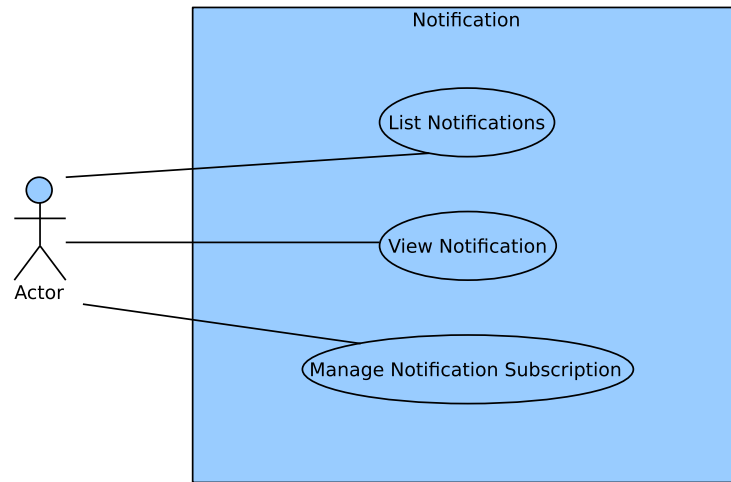 Notification
List Notifications
View Notification
Actor
Manage Notification Subscription